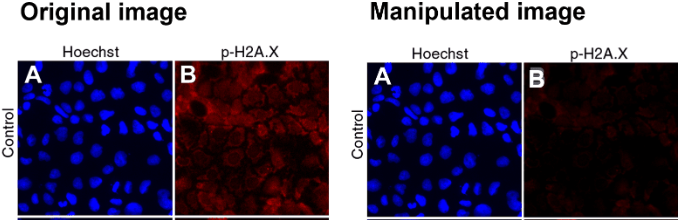 Original image
Manipulated image
Hoechst
p-H2A.X
Hoechst
p-H2A.X
A
B
A
B
Control
Control